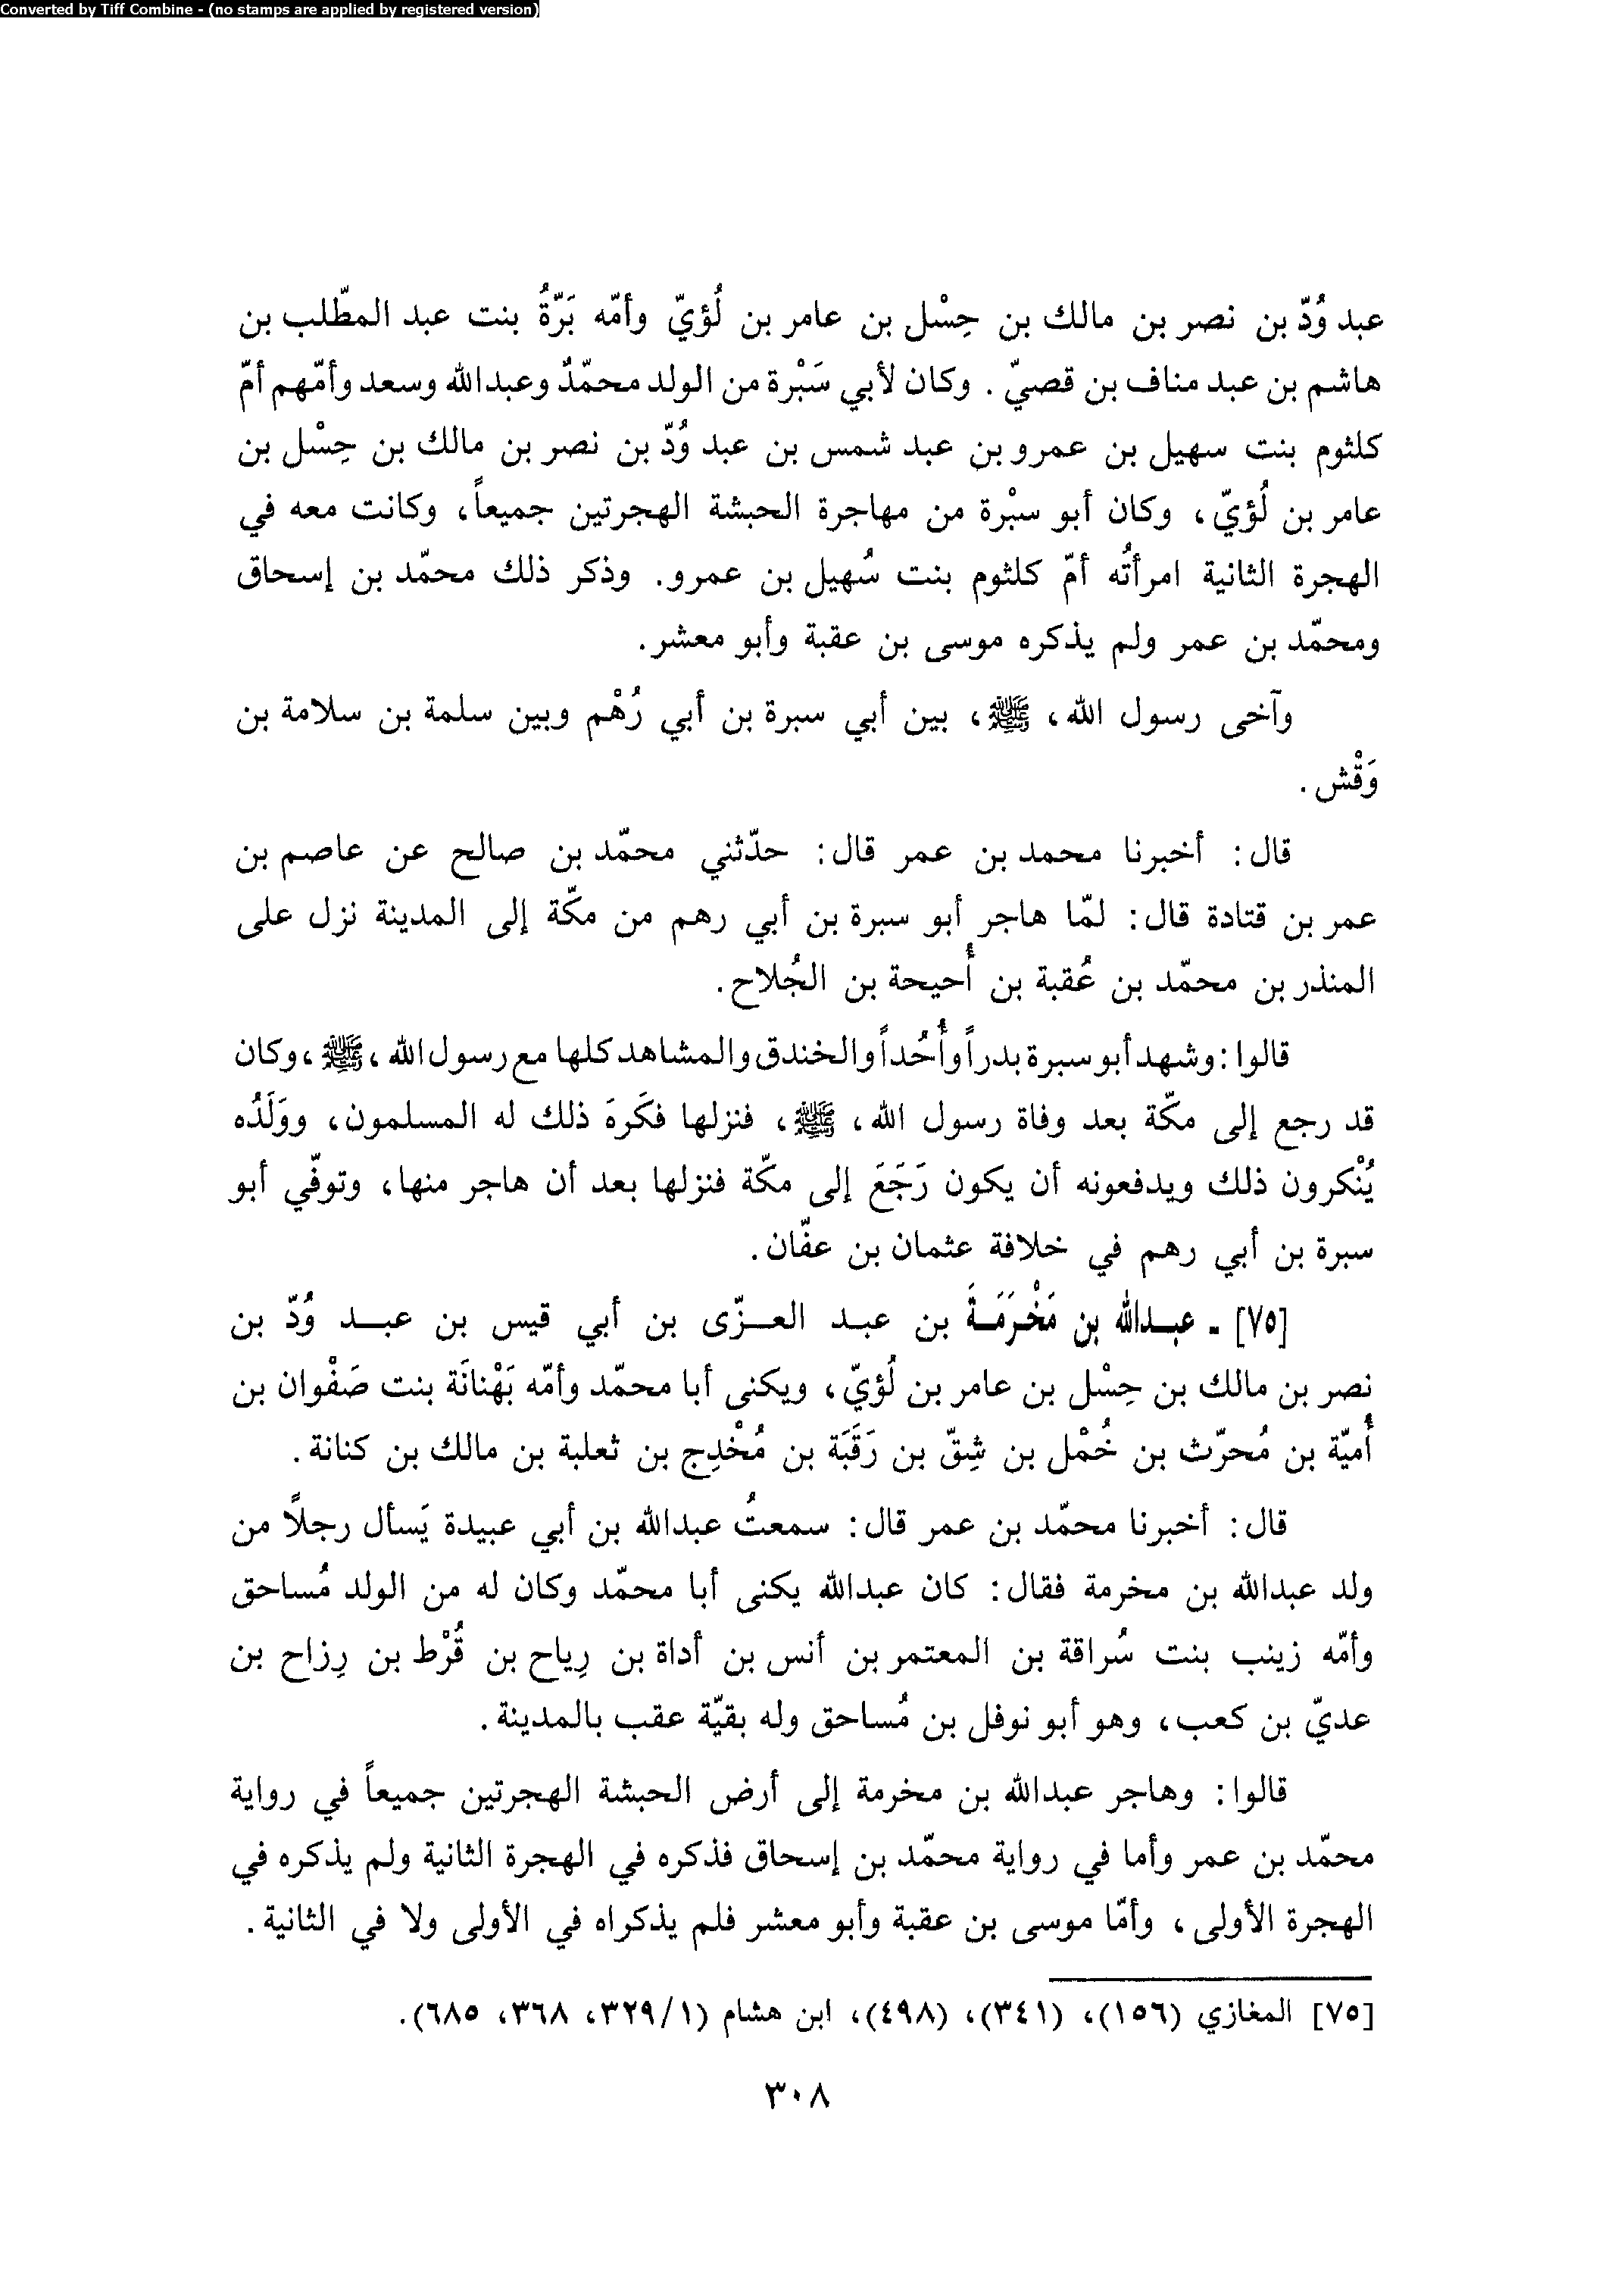 Converted by Tiff Combine - (no stamps are applied by registered version)
عبد وُدّ بن نصر بن مالك بن حِسْل بن عامر بن لُؤيّ وأمّه بَرّةُ بنت عبد المطّلب بن
هاشم بن عبد مناف بن قصيّ. وكان لأبي سَبْرة من الولد محمّدٌ وعبدالله وسعد وأمّهم أمّ
كلثوم بنت سهيل بن عمرو بن عبد شمس بن عبد وُدّ بن نصر بن مالك بن حِسْل بن
عامر بن لُؤيّ، وكان أبو سبْرة من مهاجرة الحبشة الهجرتين جميعاً، وكانت معه في
الهجرة الثانية امرأتُه أمّ كلثوم بنت سُهيل بن عمرو. وذكر ذلك محمّد بن إسحاق
ومحمّد بن عمر ولم يذكره موسى بن عقبة وأبو معشر.
وآخى رسول الله، ﷺ، بين أبي سبرة بن أبي رُهْم وبين سلمة بن سلامة بن
وَقْش.
قال: أخبرنا محمد بن عمر قال: حدّثني محمّد بن صالح عن عاصم بن
عمر بن قتادة قال: لمّا هاجر أبو سبرة بن أبي رهم من مكّة إلى المدينة نزل على
المنذر بن محمّد بن عُقبة بن أُحيحة بن الجُلاح.
قالوا: وشهد أبو سبرة بدراً وأُحُداً والخندق والمشاهد كلها مع رسول الله، ﷺ، وكان
قد رجع إلى مكّة بعد وفاة رسول الله، ﷺ، فنزلها فكَرهَ ذلك له المسلمون، ووَلَدُه
يُنْكرون ذلك ويدفعونه أن يكون رَجَعَ إلى مكّة فنزلها بعد أن هاجر منها، وتوفّي أبو
سبرة بن أبي رهم في خلافة عثمان بن عفّان.
[٧٥] - عبدالله بن مَخْرَمَةَ بن عبد العزّى بن أبي قيس بن عبد وُدّ بن
نصر بن مالك بن حِسْل بن عامر بن لُؤيّ، ويكنى أبا محمّد وأمّه بَهْنانَة بنت صَفْوان بن
أُميّة بن مُحرّث بن خُمْل بن شِقّ بن رَقَبَة بن مُخْدِج بن ثعلبة بن مالك بن كنانة.
قال: أخبرنا محمّد بن عمر قال: سمعتُ عبدالله بن أبي عبيدة يَسأل رجلًا من
ولد عبدالله بن مخرمة فقال: كان عبدالله يكنى أبا محمّد وكان له من الولد مُساحق
وأمّه زينب بنت سُراقة بن المعتمر بن أنس بن أداة بن رِياح بن قُرْط بن رِزاح بن
عديّ بن كعب، وهو أبو نوفل بن مُساحق وله بقيّة عقب بالمدينة.
قالوا: وهاجر عبدالله بن مخرمة إلى أرض الحبشة الهجرتين جميعاً في رواية
محمّد بن عمر وأما في رواية محمّد بن إسحاق فذكره في الهجرة الثانية ولم يذكره في
الهجرة الأولى، وأمّا موسى بن عقبة وأبو معشر فلم يذكراه في الأولى ولا في الثانية.
[٧٥] المغازي (١٥٦)، (٣٤١)، (٤٩٨)، ابن هشام (٣٢٩/١، ٣٦٨، ٦٨٥).
٣٠٨